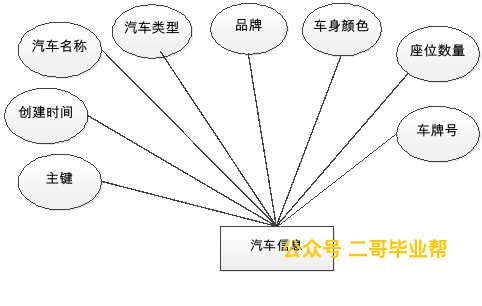 汽车名称
汽车类型
品牌
车身颜色
座位数量
创建时间
车牌号
主键
汽车信息
公众号 二哥毕业帮